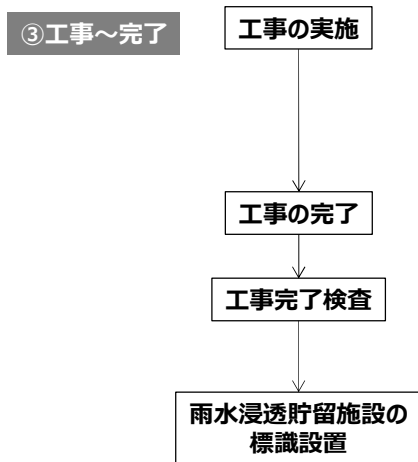 ③工事～完了
工事の実施
工事の完了
工事完了検査
雨水浸透貯留施設の
標識設置